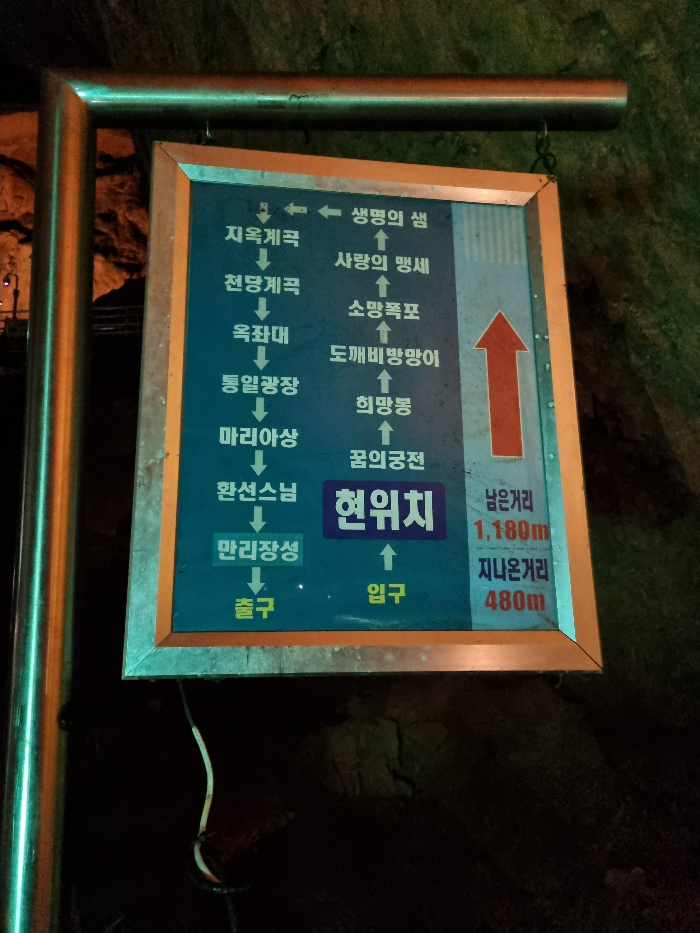 생명의 샘
사랑의 맹세
소망폭포
도깨비방망이
희망봉
꿈의궁전
현위치
입구
지옥계곡
천당계곡
옥좌대
통일광장
마리아상
환선스님
만리장성
출구
남은거리
1,180m
지나온거리
480m